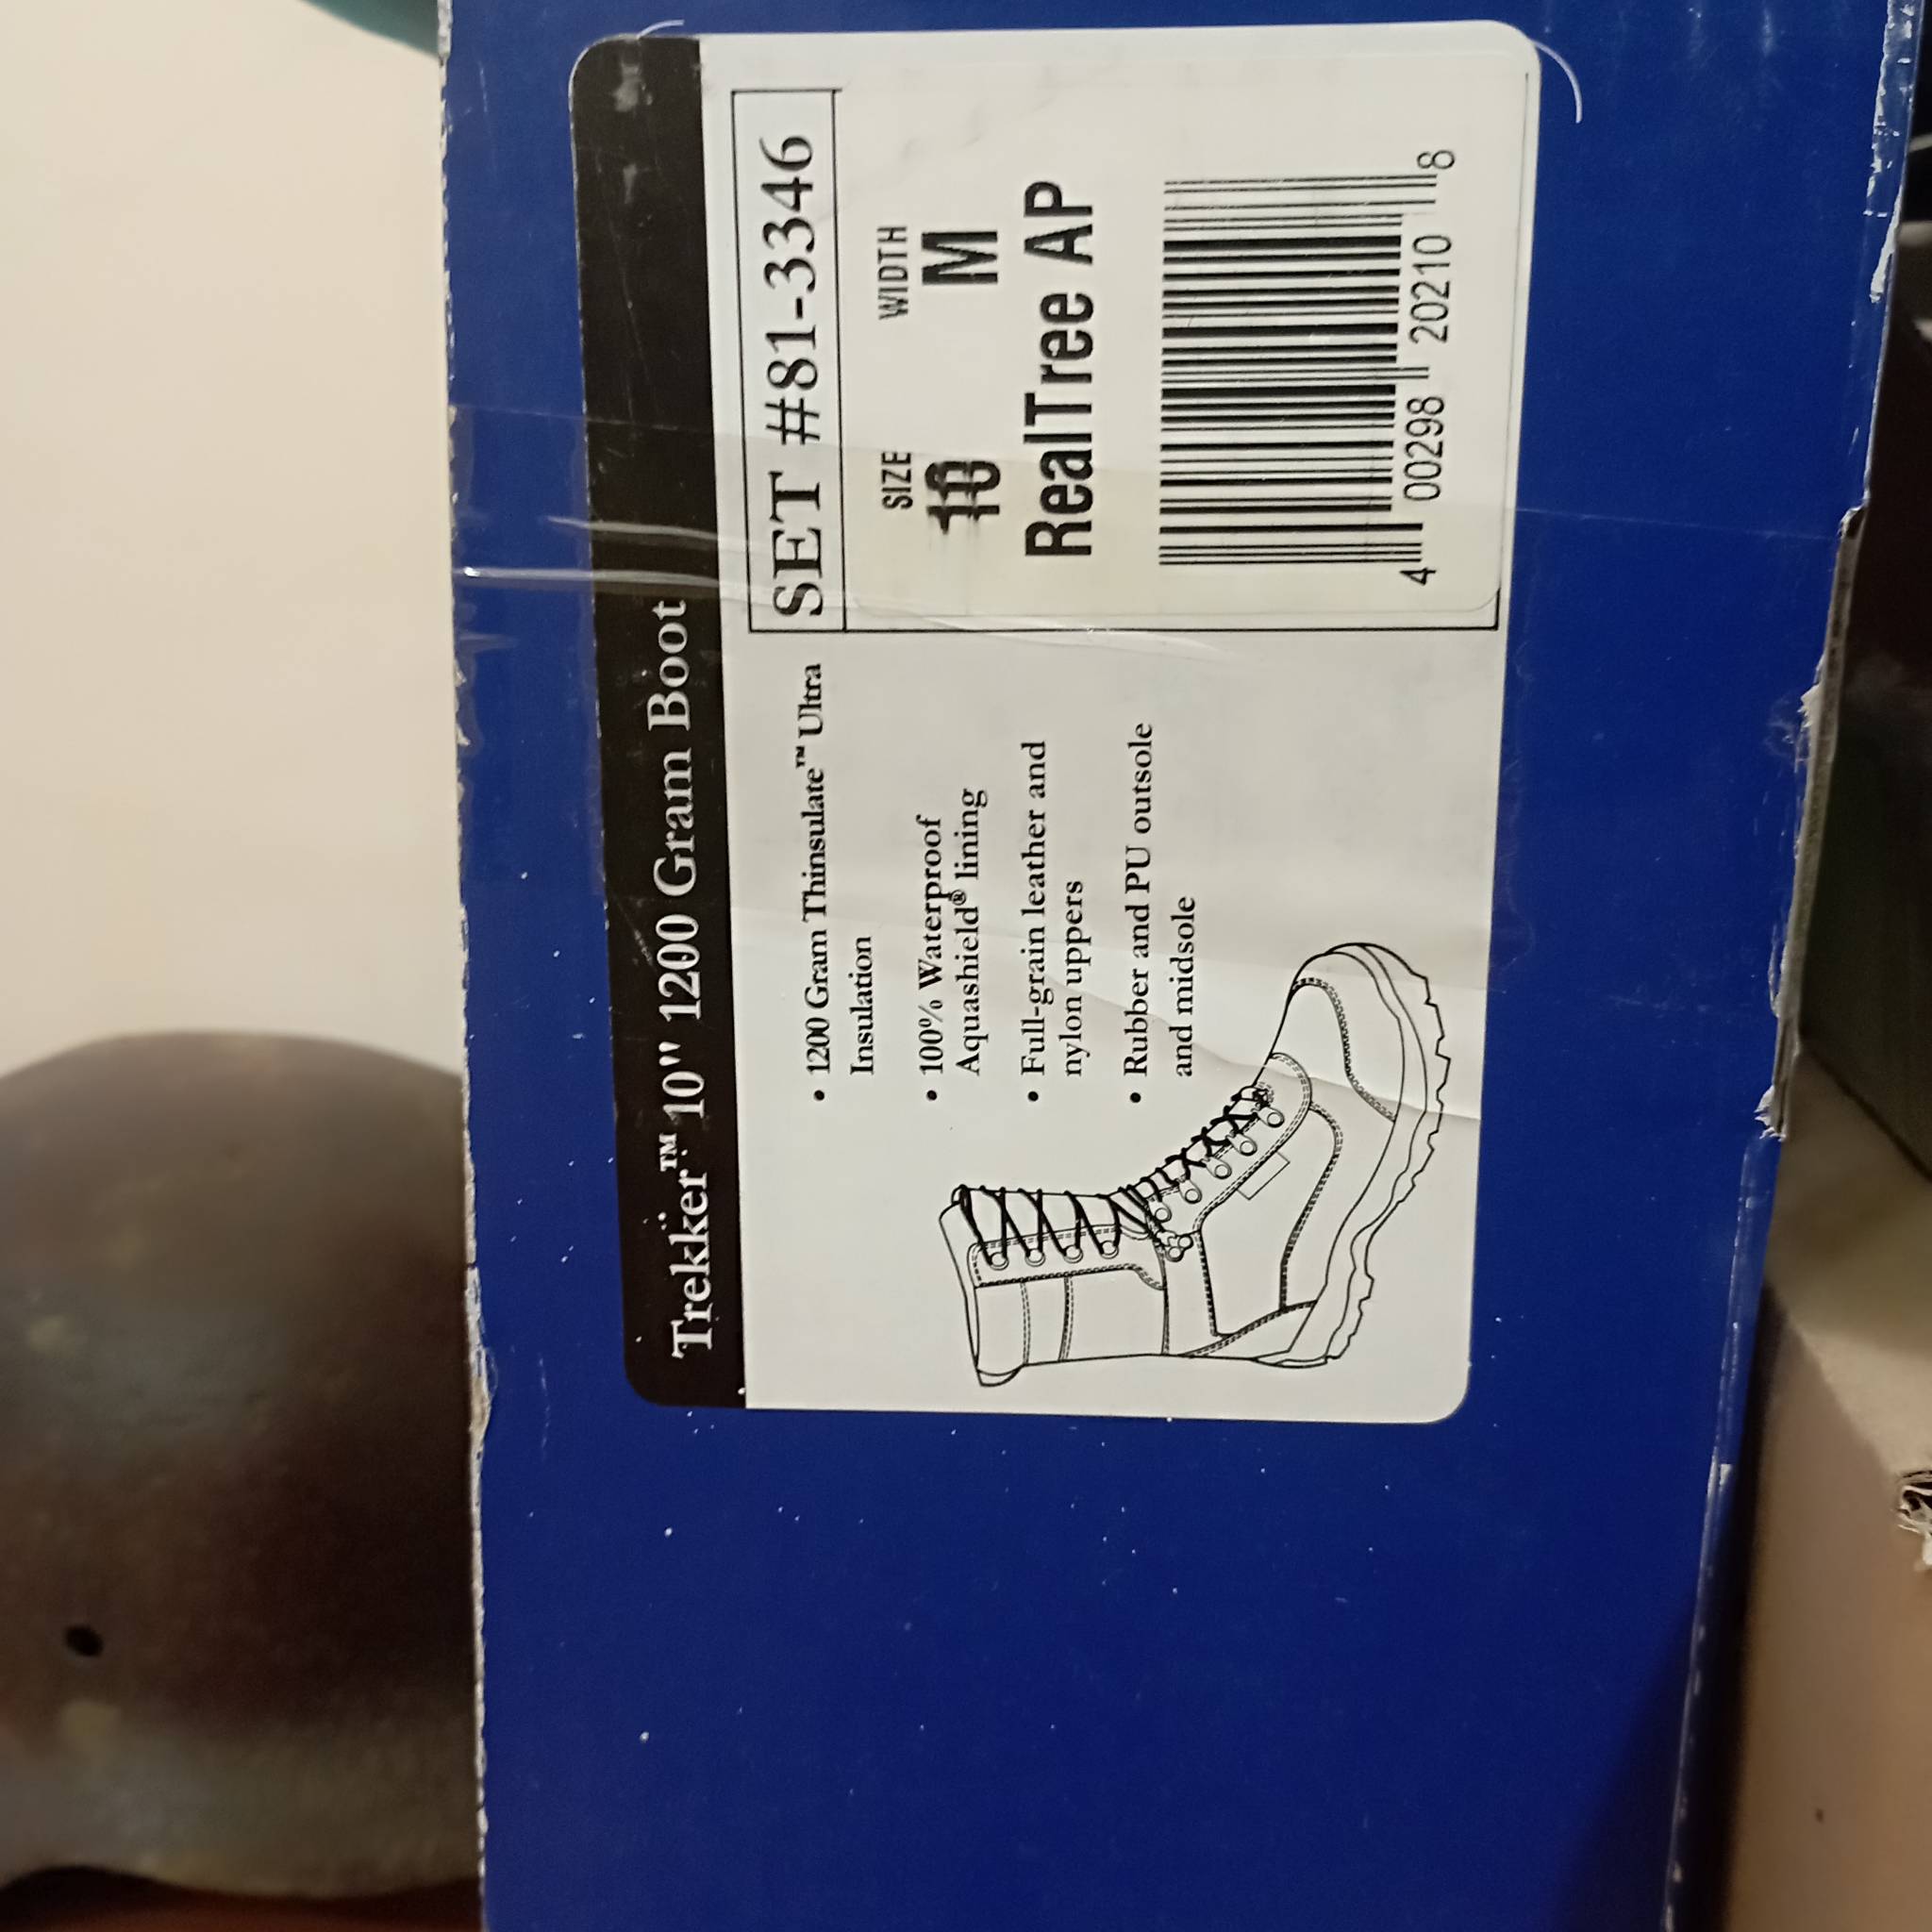 Trekker™ 10" 1200 Gram Boot
• 1200 Gram Thinsulate™ Ultra
Insulation
• 100% Waterproof
Aquashield® lining
• Full-grain leather and
nylon uppers
• Rubber and PU outsole
and midsole
SET #81-3346
SIZE WIDTH
10 M
RealTree AP
4 00298 20210 8